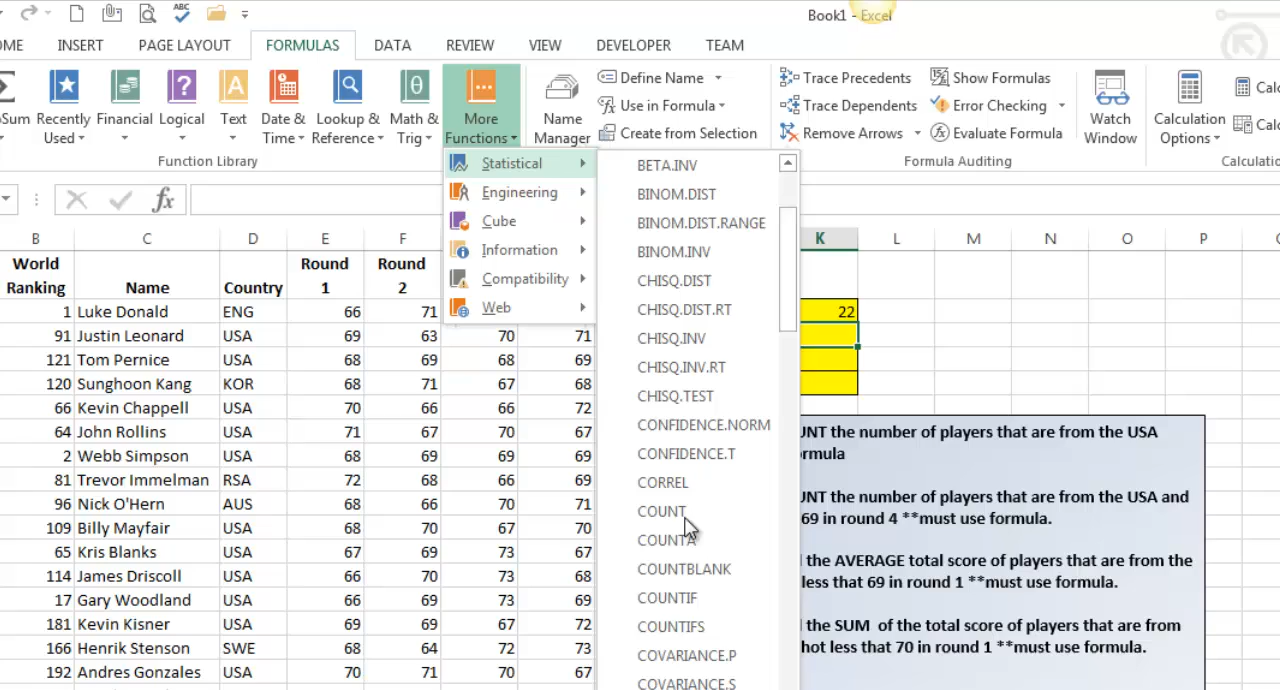 ABC
Book1 - Excel
OME INSERT PAGE LAYOUT FORMULAS DATA REVIEW VIEW DEVELOPER TEAM
oSum Recently Used Financial Logical Text Date & Time Lookup & Reference Math & Trig More Functions
Name Manager
Define Name
Use in Formula
Create from Selection
Trace Precedents
Trace Dependents
Remove Arrows
Show Formulas
Error Checking
Evaluate Formula
Watch Window
Calculation Options
Calc
Calc
Function Library
Formula Auditing
Calculation
fx
Statistical
Engineering
Cube
Information
Compatibility
Web
BETA.INV
BINOM.DIST
BINOM.DIST.RANGE
BINOM.INV
CHISQ.DIST
CHISQ.DIST.RT
CHISQ.INV
CHISQ.INV.RT
CHISQ.TEST
CONFIDENCE.NORM
CONFIDENCE.T
CORREL
COUNT
COUNTA
COUNTBLANK
COUNTIF
COUNTIFS
COVARIANCE.P
COVARIANCE.S
B C D E F K L M N O P
World Round Round
Ranking Name Country 1 2
1 Luke Donald ENG 66 71
91 Justin Leonard USA 69 63 70 71
121 Tom Pernice USA 68 69 68 69
120 Sunghoon Kang KOR 68 71 67 68
66 Kevin Chappell USA 70 66 66 72
64 John Rollins USA 71 67 70 67
2 Webb Simpson USA 68 69 69 69
81 Trevor Immelman RSA 72 68 66 69
96 Nick O'Hern AUS 68 66 70 71
109 Billy Mayfair USA 68 70 67 70
65 Kris Blanks USA 67 69 73 67
114 James Driscoll USA 66 70 73 68
17 Gary Woodland USA 66 69 73 69
181 Kevin Kisner USA 69 69 67 72
166 Henrik Stenson SWE 68 64 72 73
192 Andres Gonzales USA 70 71 70 67
22
UNT the number of players that are from the USA
ormula
UNT the number of players that are from the USA and
69 in round 4 **must use formula.
the AVERAGE total score of players that are from the
less that 69 in round 1 **must use formula.
the SUM of the total score of players that are from
hot less that 70 in round 1 **must use formula.